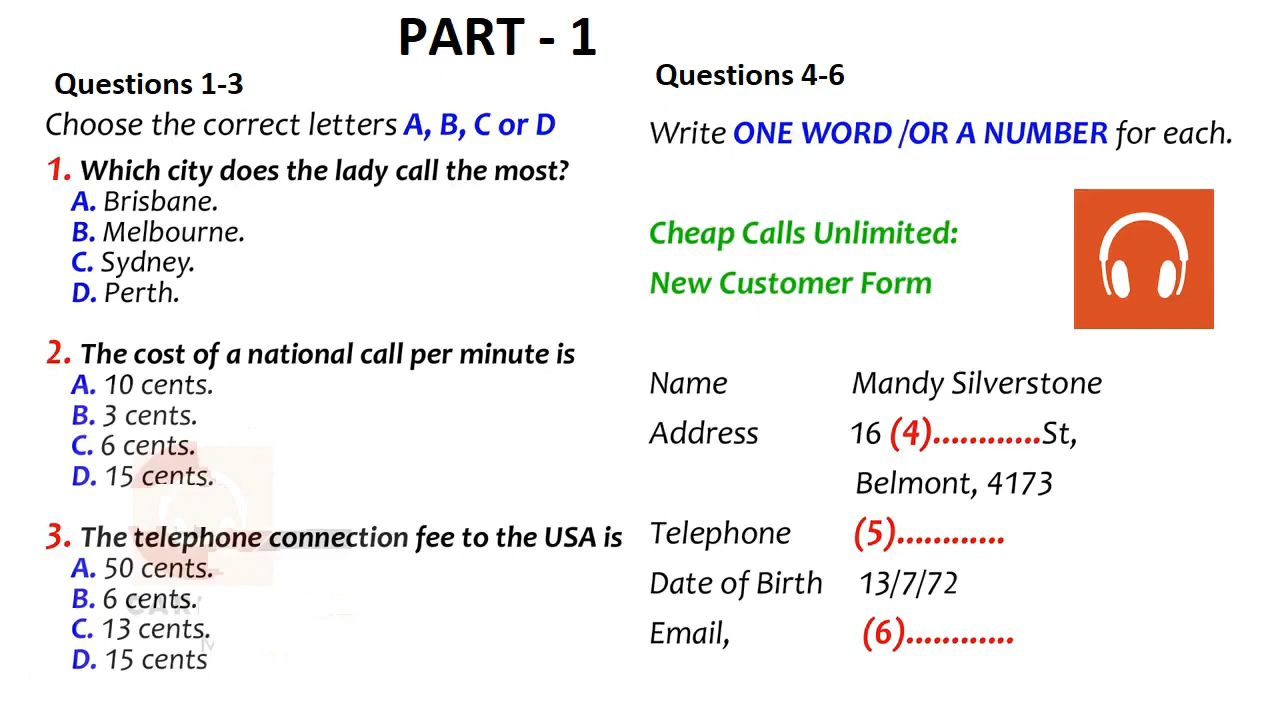 PART - 1
Questions 1-3
Choose the correct letters A, B, C or D
1. Which city does the lady call the most?
A. Brisbane.
B. Melbourne.
C. Sydney.
D. Perth.
2. The cost of a national call per minute is
A. 10 cents.
B. 3 cents.
C. 6 cents.
D. 15 cents.
3. The telephone connection fee to the USA is
A. 50 cents.
B. 6 cents.
C. 13 cents.
D. 15 cents
Questions 4-6
Write ONE WORD /OR A NUMBER for each.
Cheap Calls Unlimited:
New Customer Form
Name Mandy Silverstone
Address 16 (4)............St,
Belmont, 4173
Telephone (5)............
Date of Birth 13/7/72
Email, (6)............